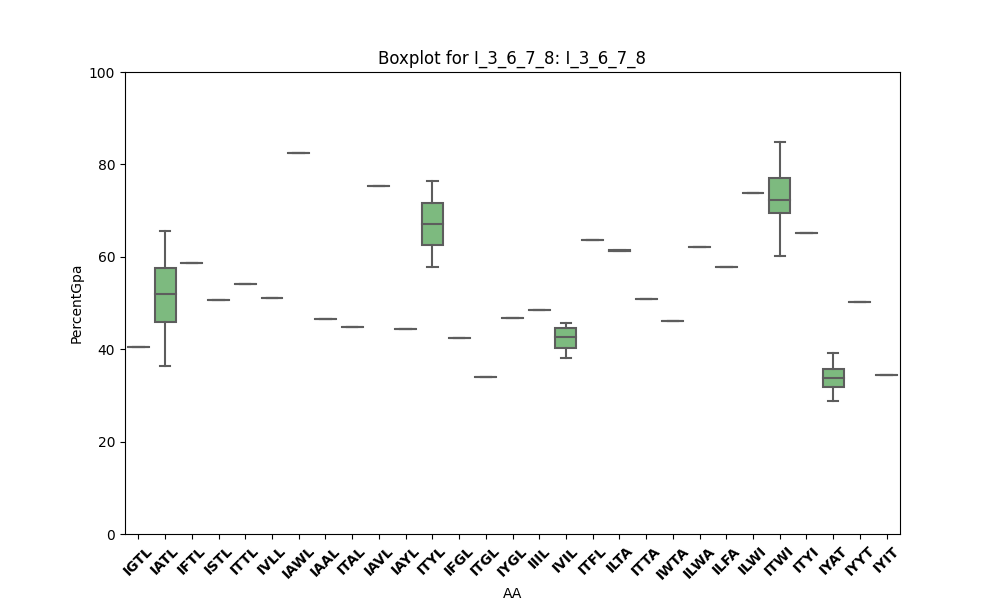 Boxplot for I_3_6_7_8: I_3_6_7_8
100
80
60
40
20
0
PercentGpa
IGTL
IATL
IFTL
ISTL
ITTL
IVLL
IAWL
IAAL
ITAL
IAVL
IAYL
ITYL
IFGL
ITGL
IYGL
IIIL
IVIL
ITFL
ILTA
ITTA
IWTA
ILWA
ILFA
ILWI
ITWI
ITYI
IYAT
IYYT
IYIT
AA